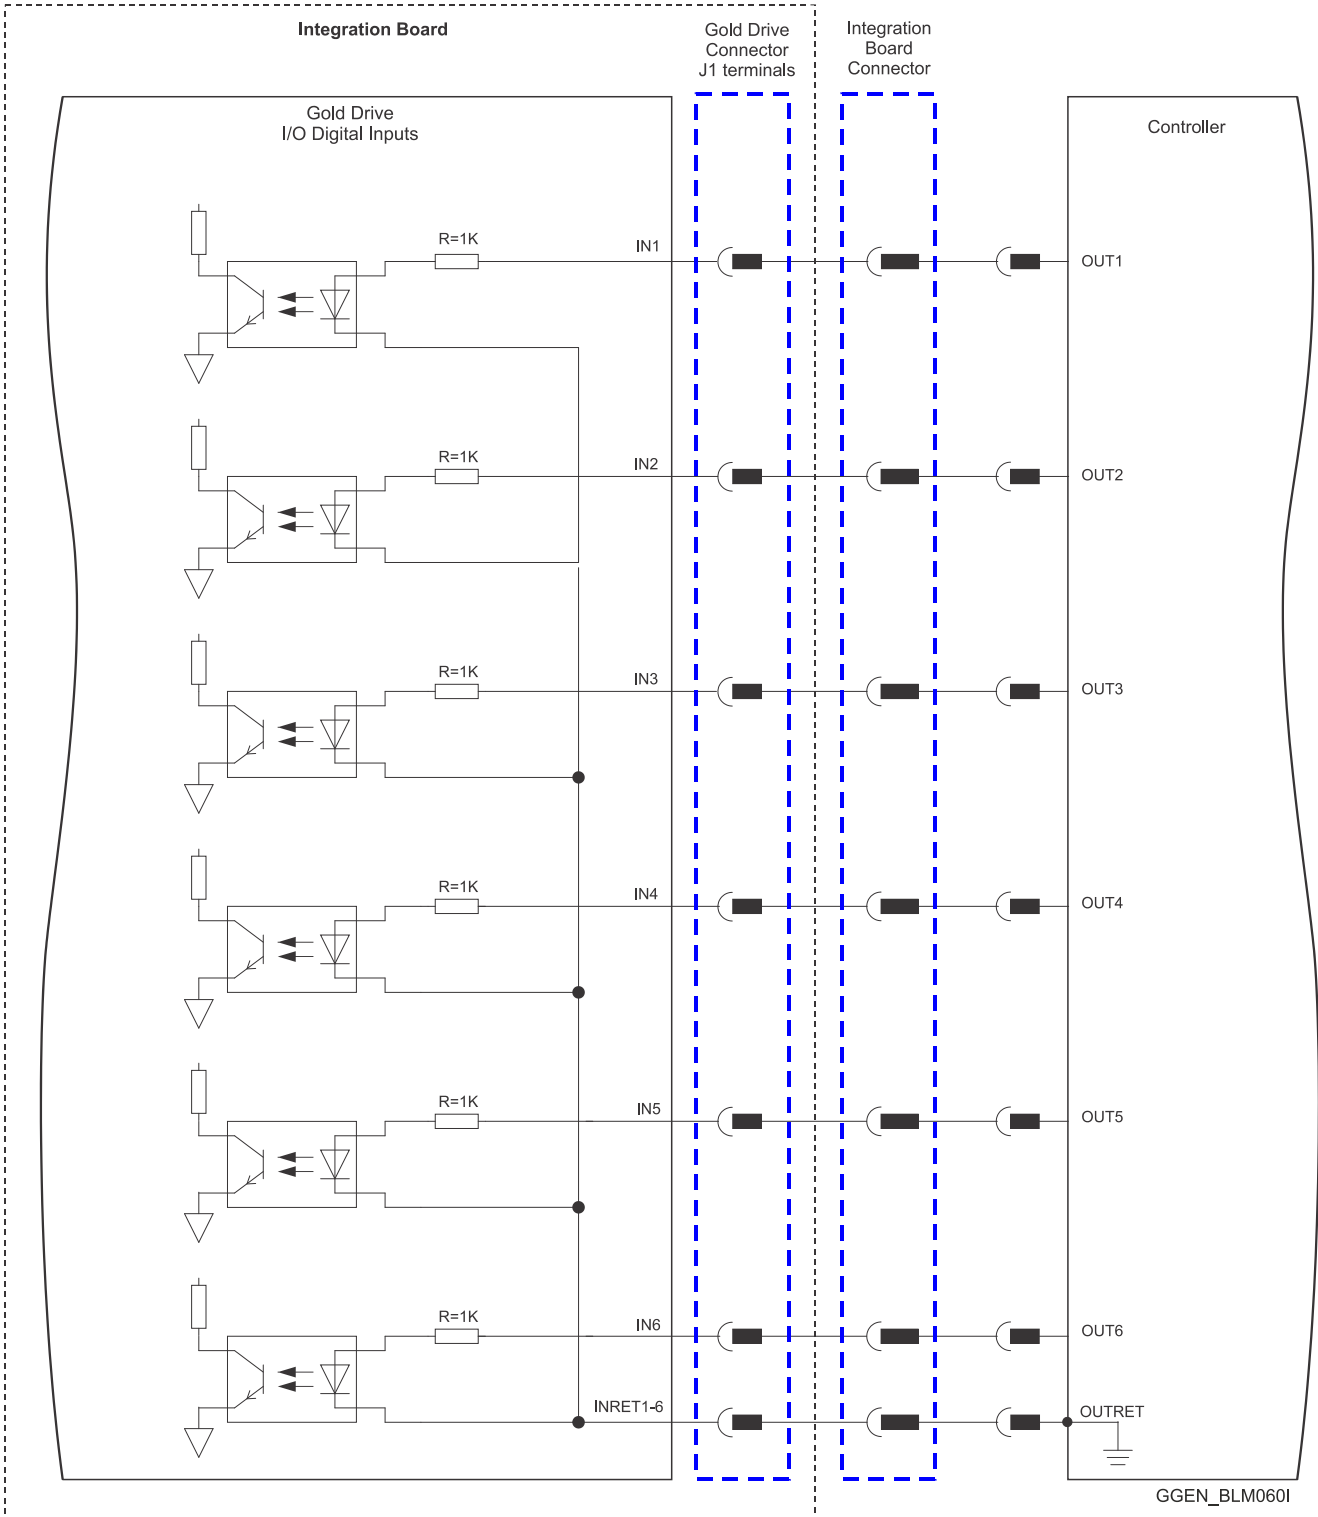 Integration Board
Gold Drive
Connector
J1 terminals
Integration
Board
Connector
Gold Drive
I/O Digital Inputs
Controller
R=1K
IN1
OUT1
R=1K
IN2
OUT2
R=1K
IN3
OUT3
R=1K
IN4
OUT4
R=1K
IN5
OUT5
R=1K
IN6
OUT6
INRET1-6
OUTRET
GGEN_BLM060I